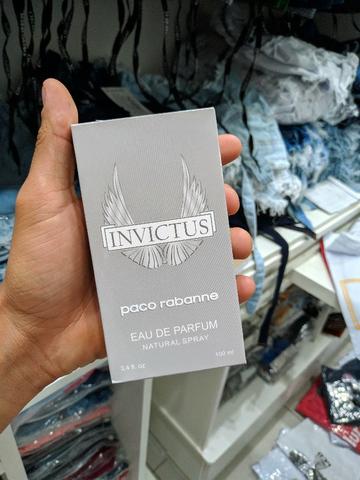 INVICTUS
paco rabanne
EAU DE PARFUM
NATURAL SPRAY
3,4 fl. oz 100 ml